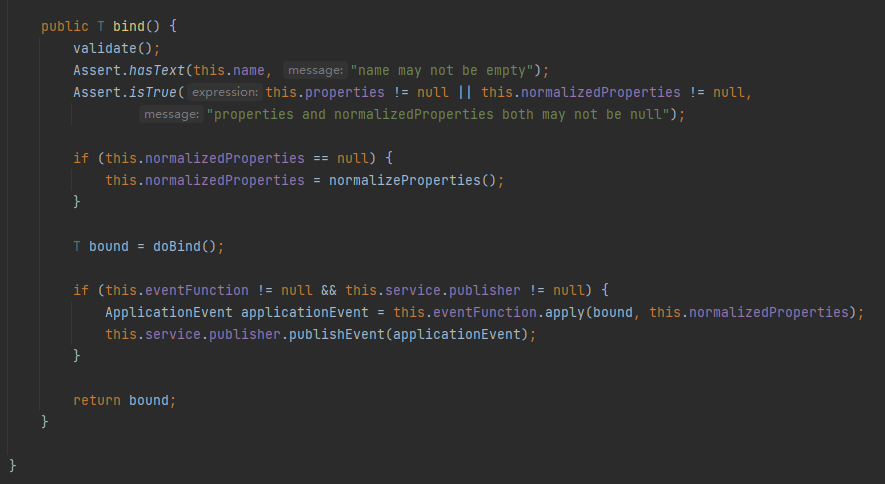 public T bind() {
validate();
Assert.hasText(this.name, message: "name may not be empty");
Assert.isTrue( expression: this.properties != null || this.normalizedProperties != null,
message: "properties and normalizedProperties both may not be null");
if (this.normalizedProperties == null) {
this.normalizedProperties = normalizeProperties();
}
T bound = doBind();
if (this.eventFunction != null && this.service.publisher != null) {
ApplicationEvent applicationEvent = this.eventFunction.apply(bound, this.normalizedProperties);
this.service.publisher.publishEvent(applicationEvent);
}
return bound;
}
}